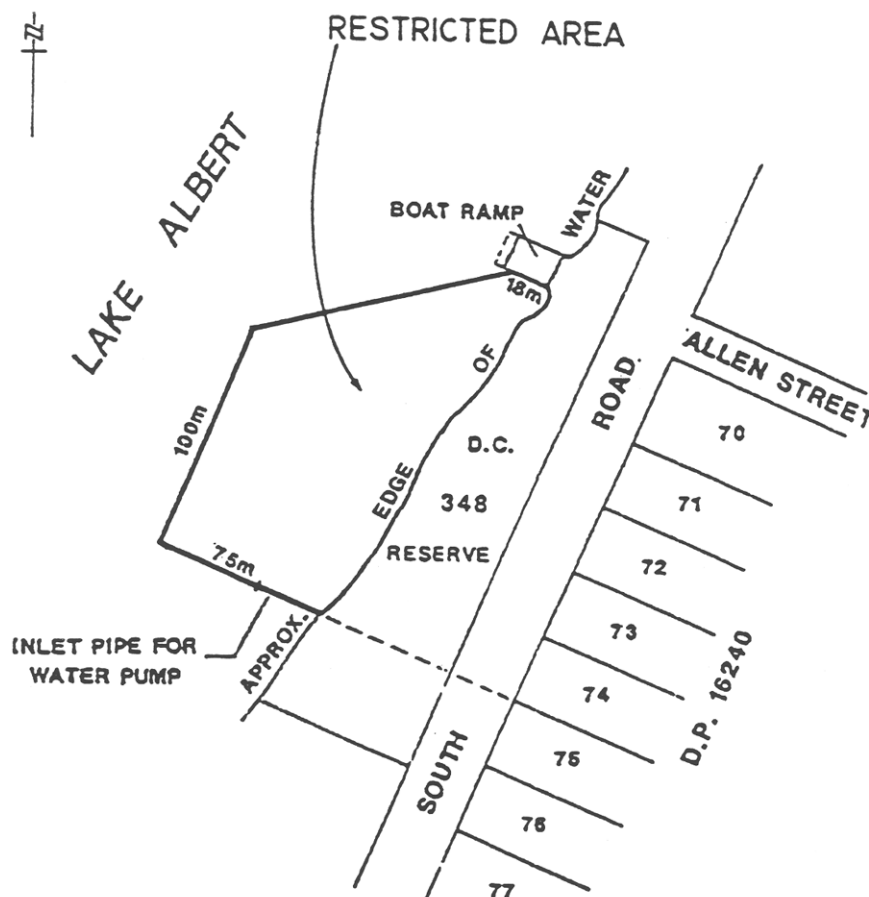 RESTRICTED AREA
N
LAKE ALBERT
BOAT RAMP
18m
EDGE OF WATER
APPROX.
100m
75m
INLET PIPE FOR
WATER PUMP
D.C.
348
RESERVE
SOUTH ROAD
ALLEN STREET
70
71
72
73
74
75
76
77
D.P. 16240